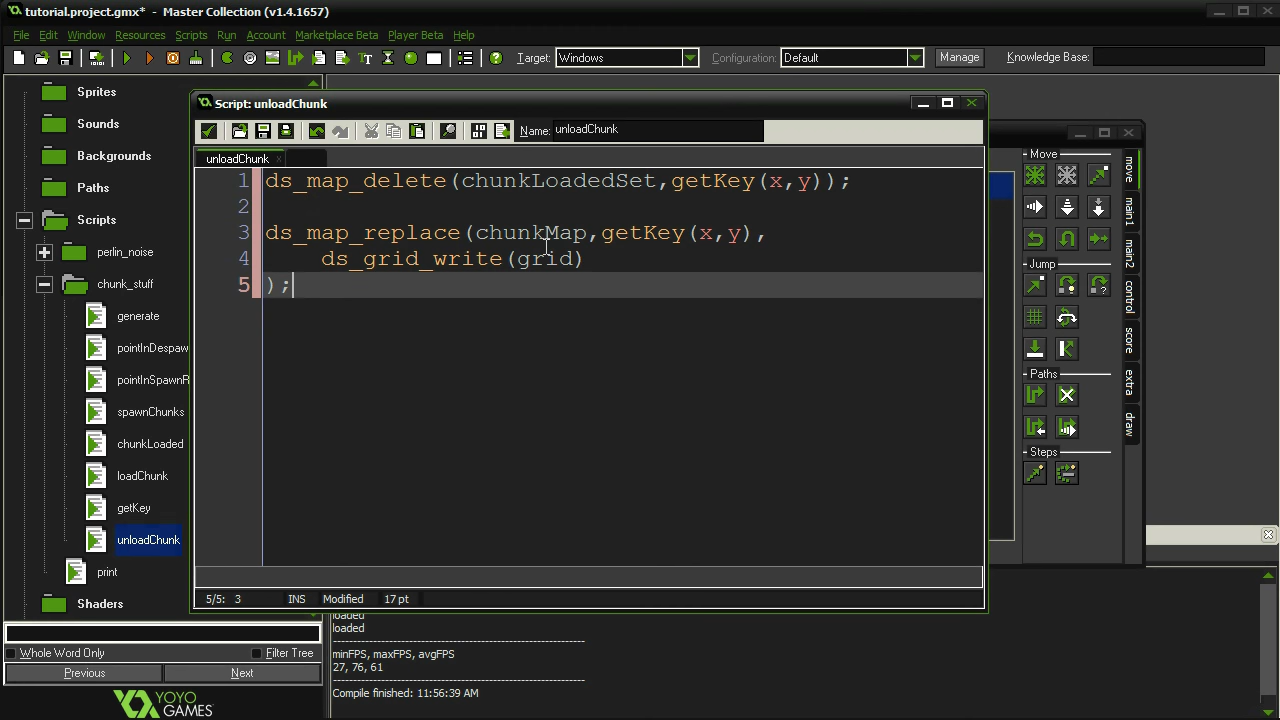 tutorial.project.gmx* - Master Collection (v1.4.1657)
File Edit Window Resources Scripts Run Account Marketplace Beta Player Beta Help
Target: Windows Configuration: Default Manage Knowledge Base:
Sprites
Sounds
Backgrounds
Paths
Scripts
perlin_noise
chunk_stuff
generate
pointInDespaw
pointInSpawnR
spawnChunks
chunkLoaded
loadChunk
getKey
unloadChunk
print
Shaders
Whole Word Only Filter Tree
Previous Next
YOYO
GAMES
Script: unloadChunk
Name: unloadChunk
unloadChunk
1 ds_map_delete(chunkLoadedSet,getKey(x,y));
2
3 ds_map_replace(chunkMap,getKey(x,y),
4 ds_grid_write(grid)
5 );
5/5: 3 INS Modified 17 pt
Move
Jump
Paths
Steps
move
main1
main2
control
score
extra
draw
loaded
loaded
minFPS, maxFPS, avgFPS
27, 76, 61
Compile finished: 11:56:39 AM